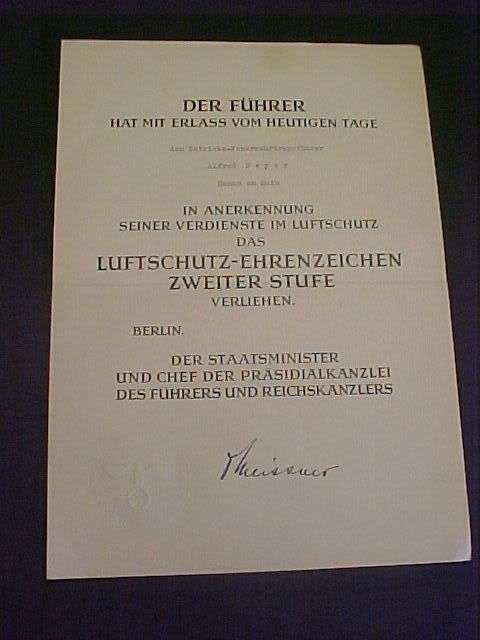 DER FÜHRER
HAT MIT ERLASS VOM HEUTIGEN TAGE
Alfred
IN ANERKENNUNG
SEINER VERDIENSTE IM LUFTSCHUTZ
DAS
LUFTSCHUTZ-EHRENZEICHEN
ZWEITER STUFE
VERLIEHEN.
BERLIN.
DER STAATSMINISTER
UND CHEF DER PRÄSIDIALKANZLEI
DES FÜHRERS UND REICHSKANZLERS
Meissner